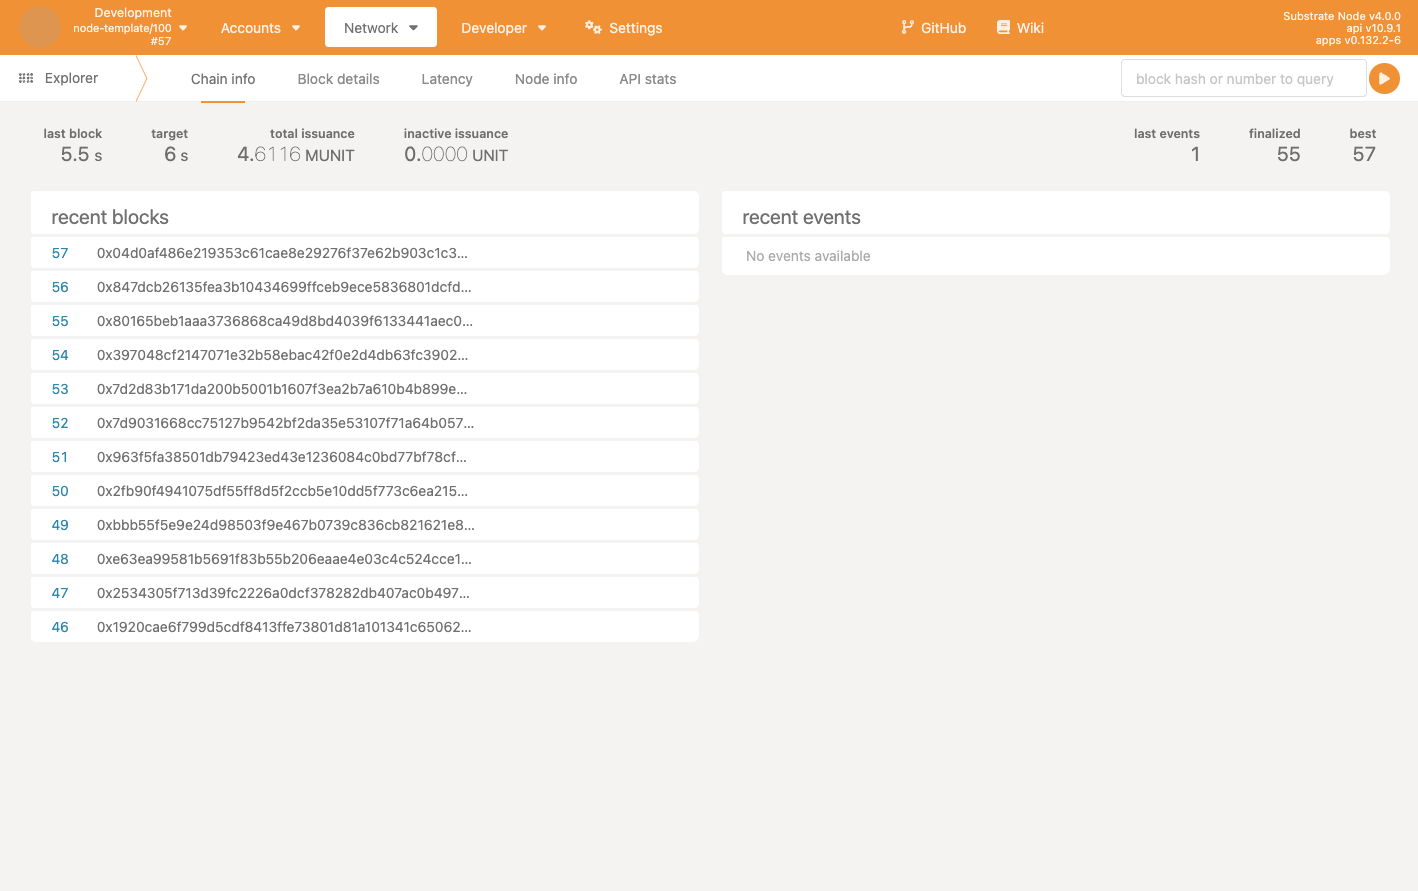 Development
node-template/100
#57
Accounts
Network
Developer
Settings
GitHub
Wiki
Substrate Node v4.0.0
api v10.9.1
apps v0.132.2-6
Explorer
Chain info
Block details
Latency
Node info
API stats
block hash or number to query
last block
5.5 s
target
6 s
total issuance
4.6116 MUNIT
inactive issuance
0.0000 UNIT
last events
1
finalized
55
best
57
recent blocks
57 0x04d0af486e219353c61cae8e29276f37e62b903c1c3...
56 0x847dcb26135fea3b10434699ffceb9ece5836801dcfd...
55 0x80165beb1aaa3736868ca49d8bd4039f6133441aec0...
54 0x397048cf2147071e32b58ebac42f0e2d4db63fc3902...
53 0x7d2d83b171da200b5001b1607f3ea2b7a610b4b899e...
52 0x7d9031668cc75127b9542bf2da35e53107f71a64b057...
51 0x963f5fa38501db79423ed43e1236084c0bd77bf78cf...
50 0x2fb90f4941075df55ff8d5f2ccb5e10dd5f773c6ea215...
49 0xbbb55f5e9e24d98503f9e467b0739c836cb821621e8...
48 0xe63ea99581b5691f83b55b206eaae4e03c4c524cce1...
47 0x2534305f713d39fc2226a0dcf378282db407ac0b497...
46 0x1920cae6f799d5cdf8413ffe73801d81a101341c65062...
recent events
No events available